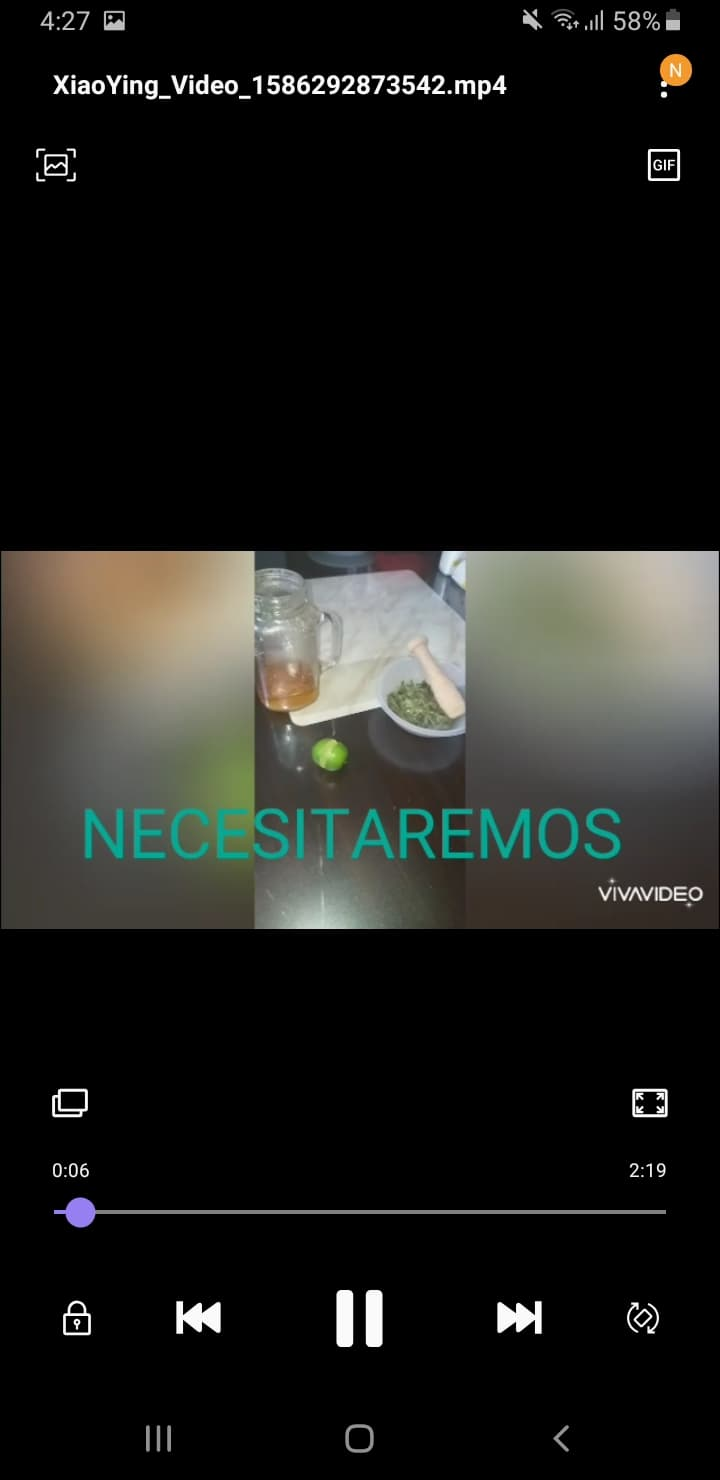 4:27
58%
N
XiaoYing_Video_1586292873542.mp4
GIF
NECESITAREMOS
VIVAVIDEO
0:06
2:19